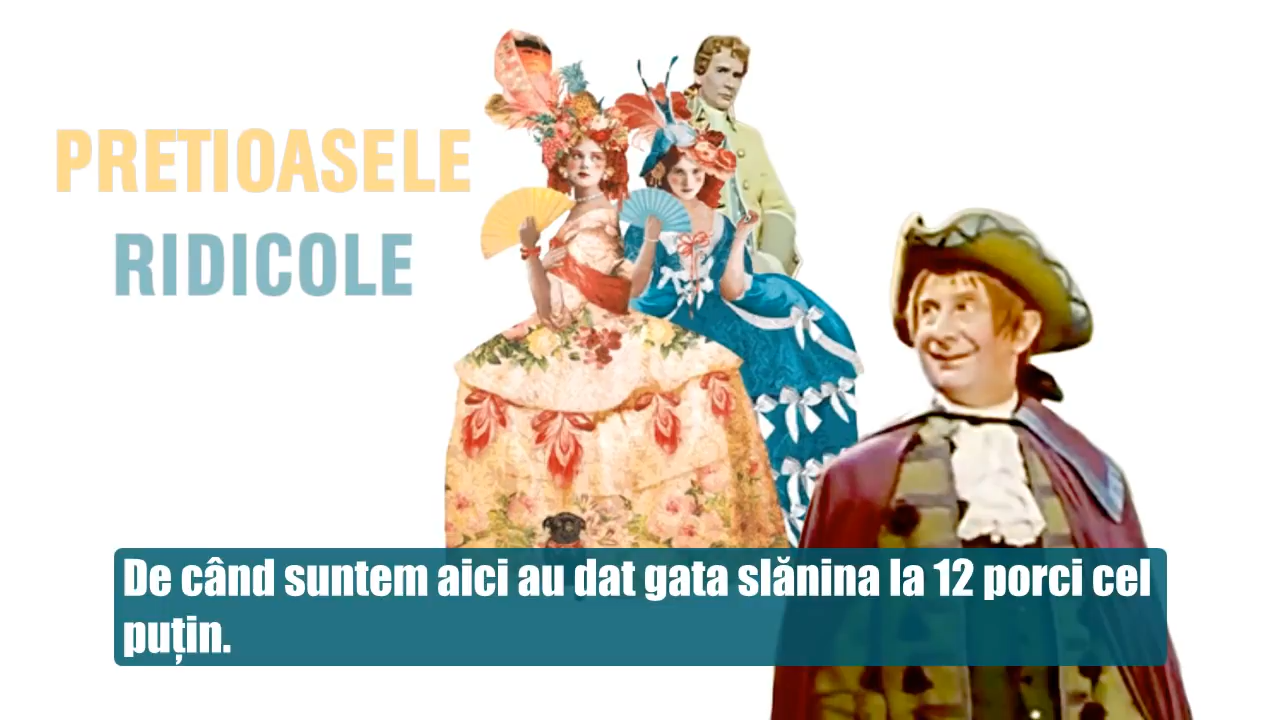 PRETIOASELE
RIDICOLE
De când suntem aici au dat gata slănina la 12 porci cel
puțin.